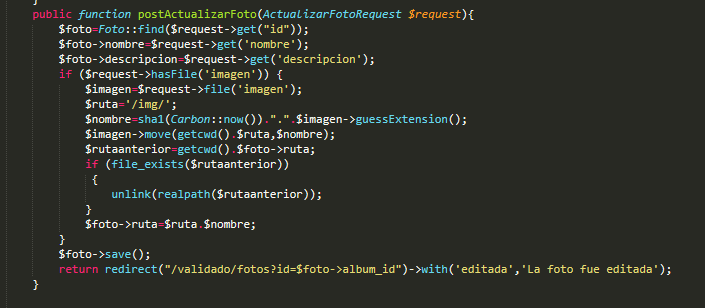 }
public function postActualizarFoto(ActualizarFotoRequest $request){
$foto=Foto::find($request->get("id"));
$foto->nombre=$request->get('nombre');
$foto->descripcion=$request->get('descripcion');
if ($request->hasFile('imagen')) {
$imagen=$request->file('imagen');
$ruta='/img/';
$nombre=sha1(Carbon::now()).".".$imagen->guessExtension();
$imagen->move(getcwd().$ruta,$nombre);
$rutaanterior=getcwd().$foto->ruta;
if (file_exists($rutaanterior))
{
unlink(realpath($rutaanterior));
}
$foto->ruta=$ruta.$nombre;
}
$foto->save();
return redirect("/validado/fotos?id=$foto->album_id")->with('editada','La foto fue editada');
}